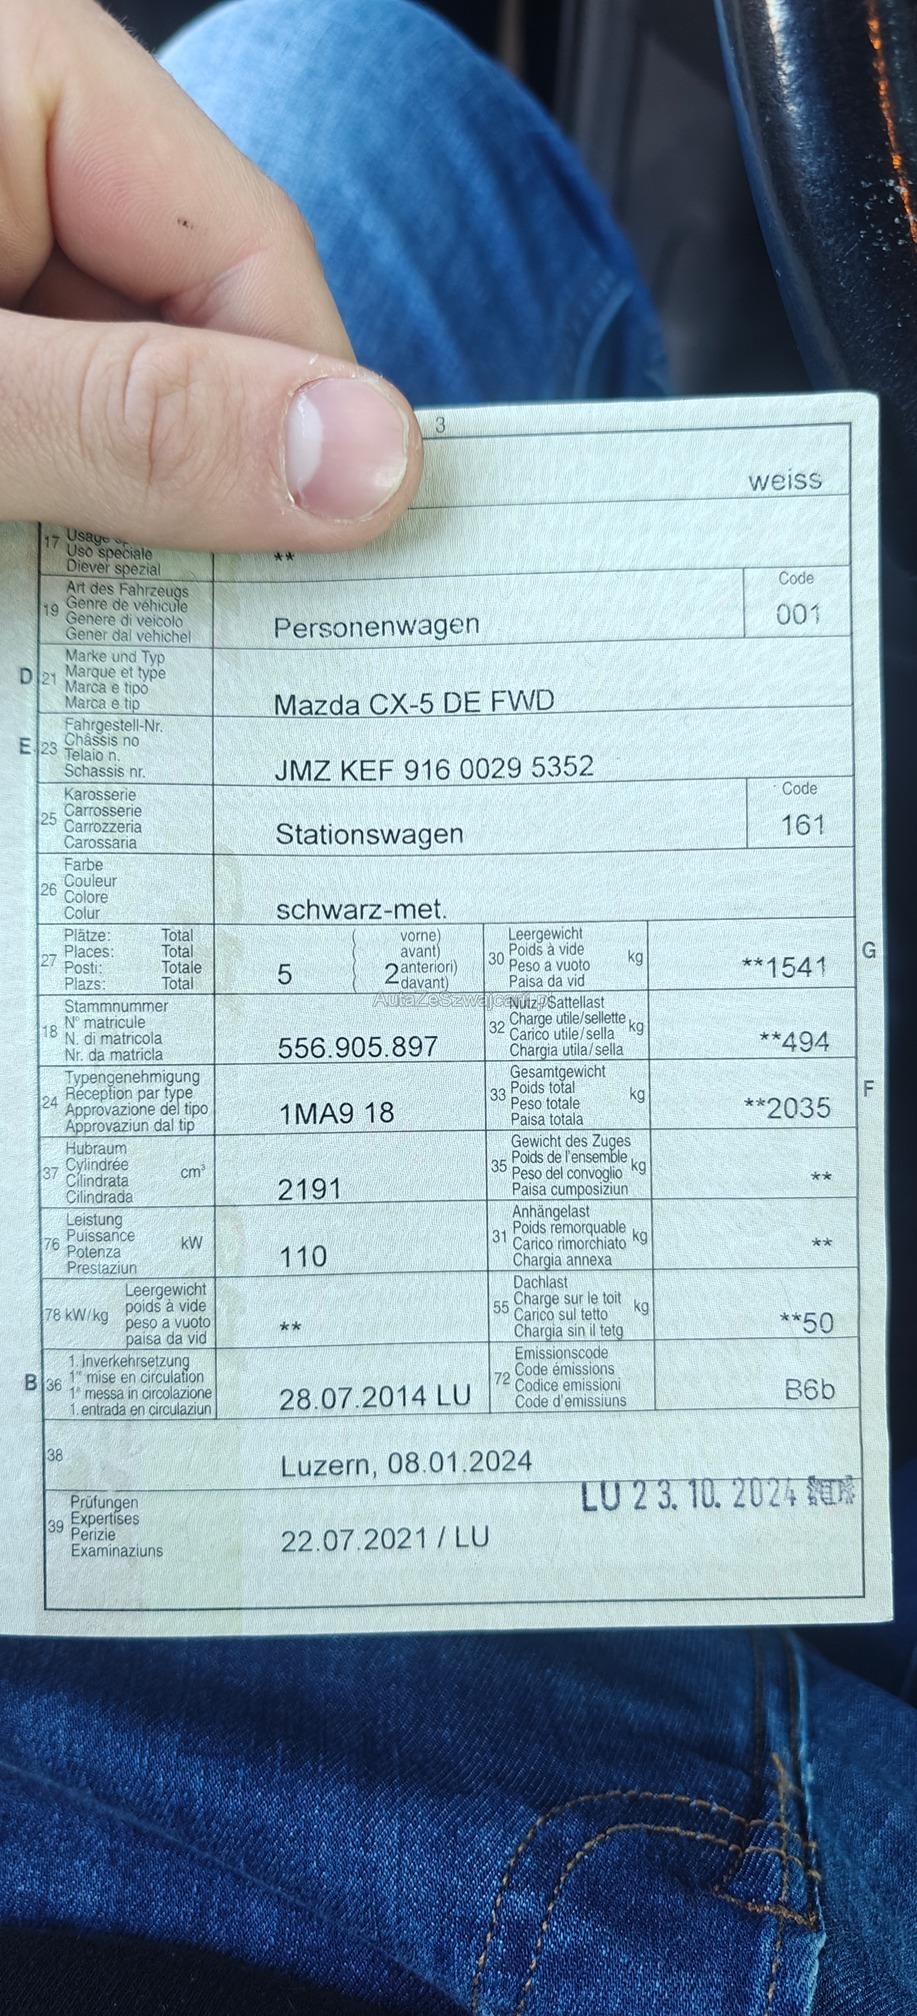 3
weiss
17 Usage
Uso speciale
Diever spezial
**
19 Art des Fahrzeugs
Genre de véhicule
Genere di veicolo
Gener dal vehichel
Personenwagen
Code
001
D 21 Marke und Typ
Marque et type
Marca e tipo
Marca e tip
Mazda CX-5 DE FWD
E 23 Fahrgestell-Nr.
Châssis no
Telaio n.
Schassis nr.
JMZ KEF 916 0029 5352
25 Karosserie
Carrosserie
Carrozzeria
Carossaria
Stationswagen
Code
161
26 Farbe
Couleur
Colore
Colur
schwarz-met.
27 Plätze: Total
Places: Total
Posti: Totale
Plazs: Total
5
( vorne)
avant)
2 anteriori)
davant)
30 Leergewicht
Poids à vide
Peso a vuoto
Paisa da vid
kg
**1541
G
18 Stammnummer
N° matricule
N. di matricola
Nr. da matricla
556.905.897
32 Nutz-/Sattellast
Charge utile/sellette
Carico utile/sella
Chargia utila/sella
kg
**494
24 Typengenehmigung
Réception par type
Approvazione del tipo
Approvaziun dal tip
1MA9 18
33 Gesamtgewicht
Poids total
Peso totale
Paisa totala
kg
**2035
F
37 Hubraum
Cylindrée
Cilindrata
Cilindrada
cm³
2191
35 Gewicht des Zuges
Poids de l'ensemble
Peso del convoglio
Paisa cumposiziun
kg
**
76 Leistung
Puissance
Potenza
Prestaziun
kW
110
31 Anhängelast
Poids remorquable
Carico rimorchiato
Chargia annexa
kg
**
78 kW/kg
Leergewicht
poids à vide
peso a vuoto
paisa da vid
**
55 Dachlast
Charge sur le toit
Carico sul tetto
Chargia sin il tetg
kg
**50
B 36 1. Inverkehrsetzung
1re mise en circulation
1a messa in circolazione
1. entrada en circulaziun
28.07.2014 LU
72 Emissionscode
Code émissions
Codice emissioni
Code d'emissiuns
B6b
38
Luzern, 08.01.2024
LU 23. 10. 2024
39 Prüfungen
Expertises
Perizie
Examinaziuns
22.07.2021 / LU